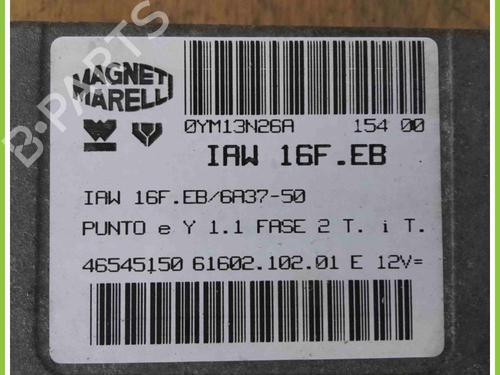 B-PARTS
MAGNETI
MARELLI
0YM13N26A 154 00
IAW 16F.EB
IAW 16F.EB/6A37-50
PUNTO e Y 1.1 FASE 2 T. i T.
46545150 61602.102.01 E 12V=